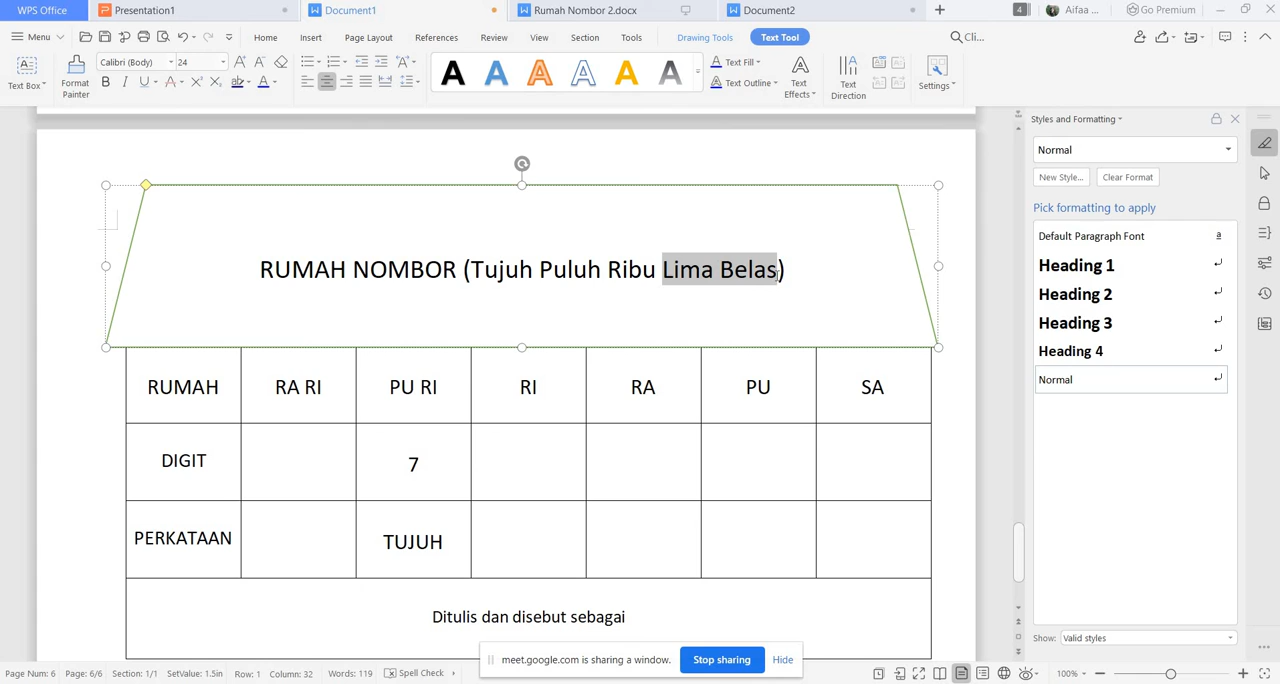 WPS Office
Presentation1
Document1
Rumah Nombor 2.docx
Document2
4
Aifaa ...
Go Premium
Menu
Home
Insert
Page Layout
References
Review
View
Section
Tools
Drawing Tools
Text Tool
Cli...
Text Box
Format Painter
Calibri (Body)
24
B I U A X² X₂ ab A
A A A A A A
Text Fill
Text Outline
Text Effects
Text Direction
Settings
Styles and Formatting
Normal
New Style...
Clear Format
Pick formatting to apply
Default Paragraph Font a
Heading 1
Heading 2
Heading 3
Heading 4
Normal
Show: Valid styles
RUMAH NOMBOR (Tujuh Puluh Ribu Lima Belas)
RUMAH RA RI PU RI RI RA PU SA
DIGIT 7
PERKATAAN TUJUH
Ditulis dan disebut sebagai
meet.google.com is sharing a window. Stop sharing Hide
Page Num: 6 Page: 6/6 Section: 1/1 SetValue: 1.5in Row: 1 Column: 32 Words: 119 Spell Check 100%